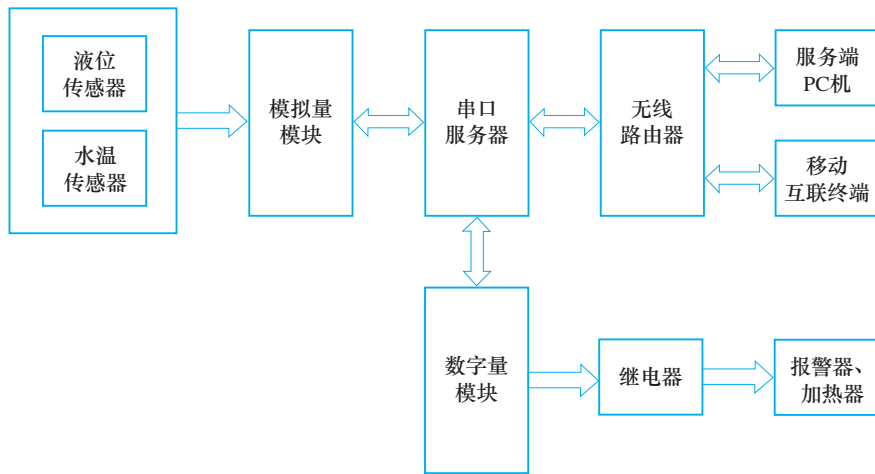 液位
传感器
水温
传感器
模拟量
模块
串口
服务器
无线
路由器
服务端
PC机
移动
互联终端
数字量
模块
继电器
报警器、
加热器